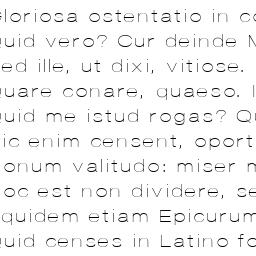 Gloriosa ostentatio in co
Quid vero? Cur deinde M
ed ille, ut dixi, vitiose.
Quare conare, quaeso. I
Quid me istud rogas? Qu
ic enim censent, oport
onum valitudo: miser m
oc est non dividere, se
quidem etiam Epicurum
Quid censes in Latino fo